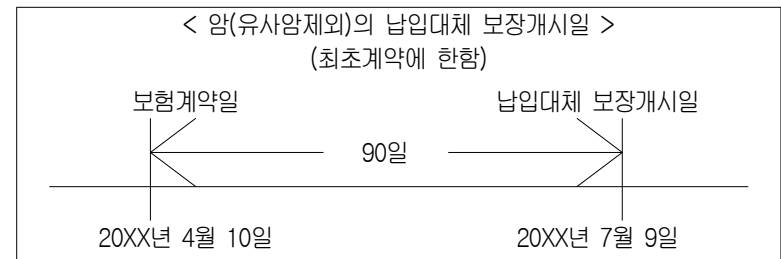 < 암(유사암제외)의 납입대체 보장개시일 >
(최초계약에 한함)
보험계약일 납입대체 보장개시일
90일
20XX년 4월 10일 20XX년 7월 9일